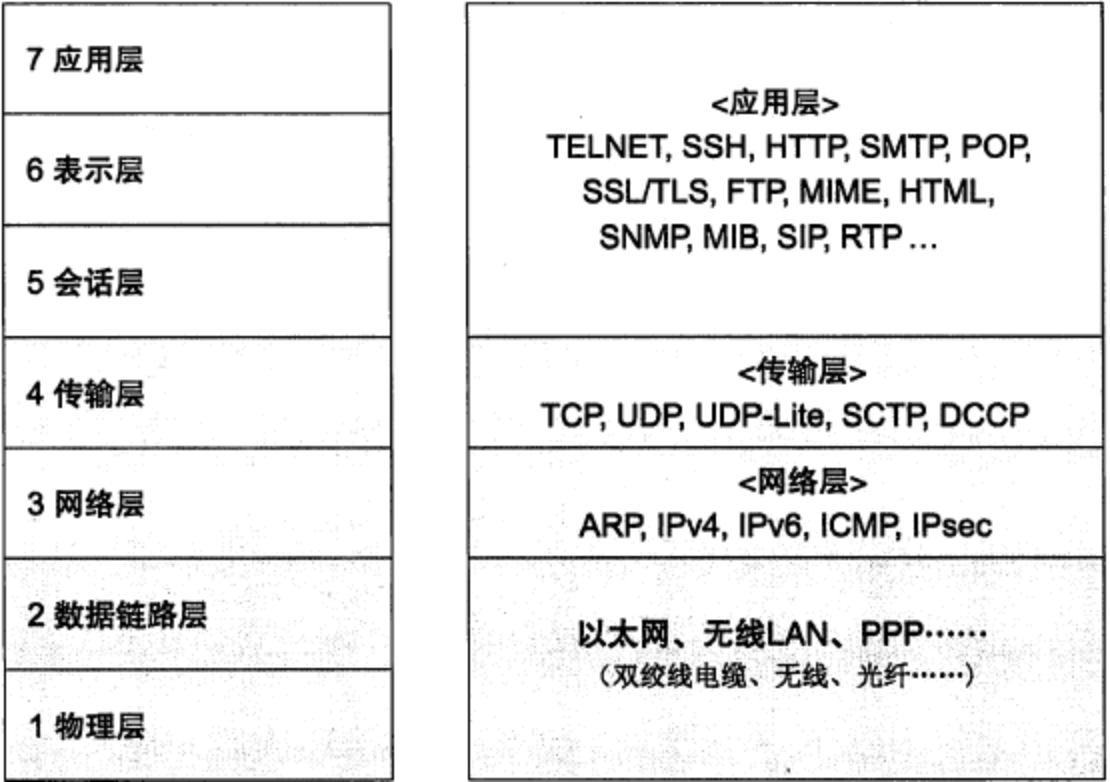 7 应用层
6 表示层
5 会话层
4 传输层
3 网络层
2 数据链路层
1 物理层
<应用层>
TELNET, SSH, HTTP, SMTP, POP,
SSL/TLS, FTP, MIME, HTML,
SNMP, MIB, SIP, RTP ...
<传输层>
TCP, UDP, UDP-Lite, SCTP, DCCP
<网络层>
ARP, IPv4, IPv6, ICMP, IPsec
以太网、无线LAN、PPP……
（双绞线电缆、无线、光纤……）